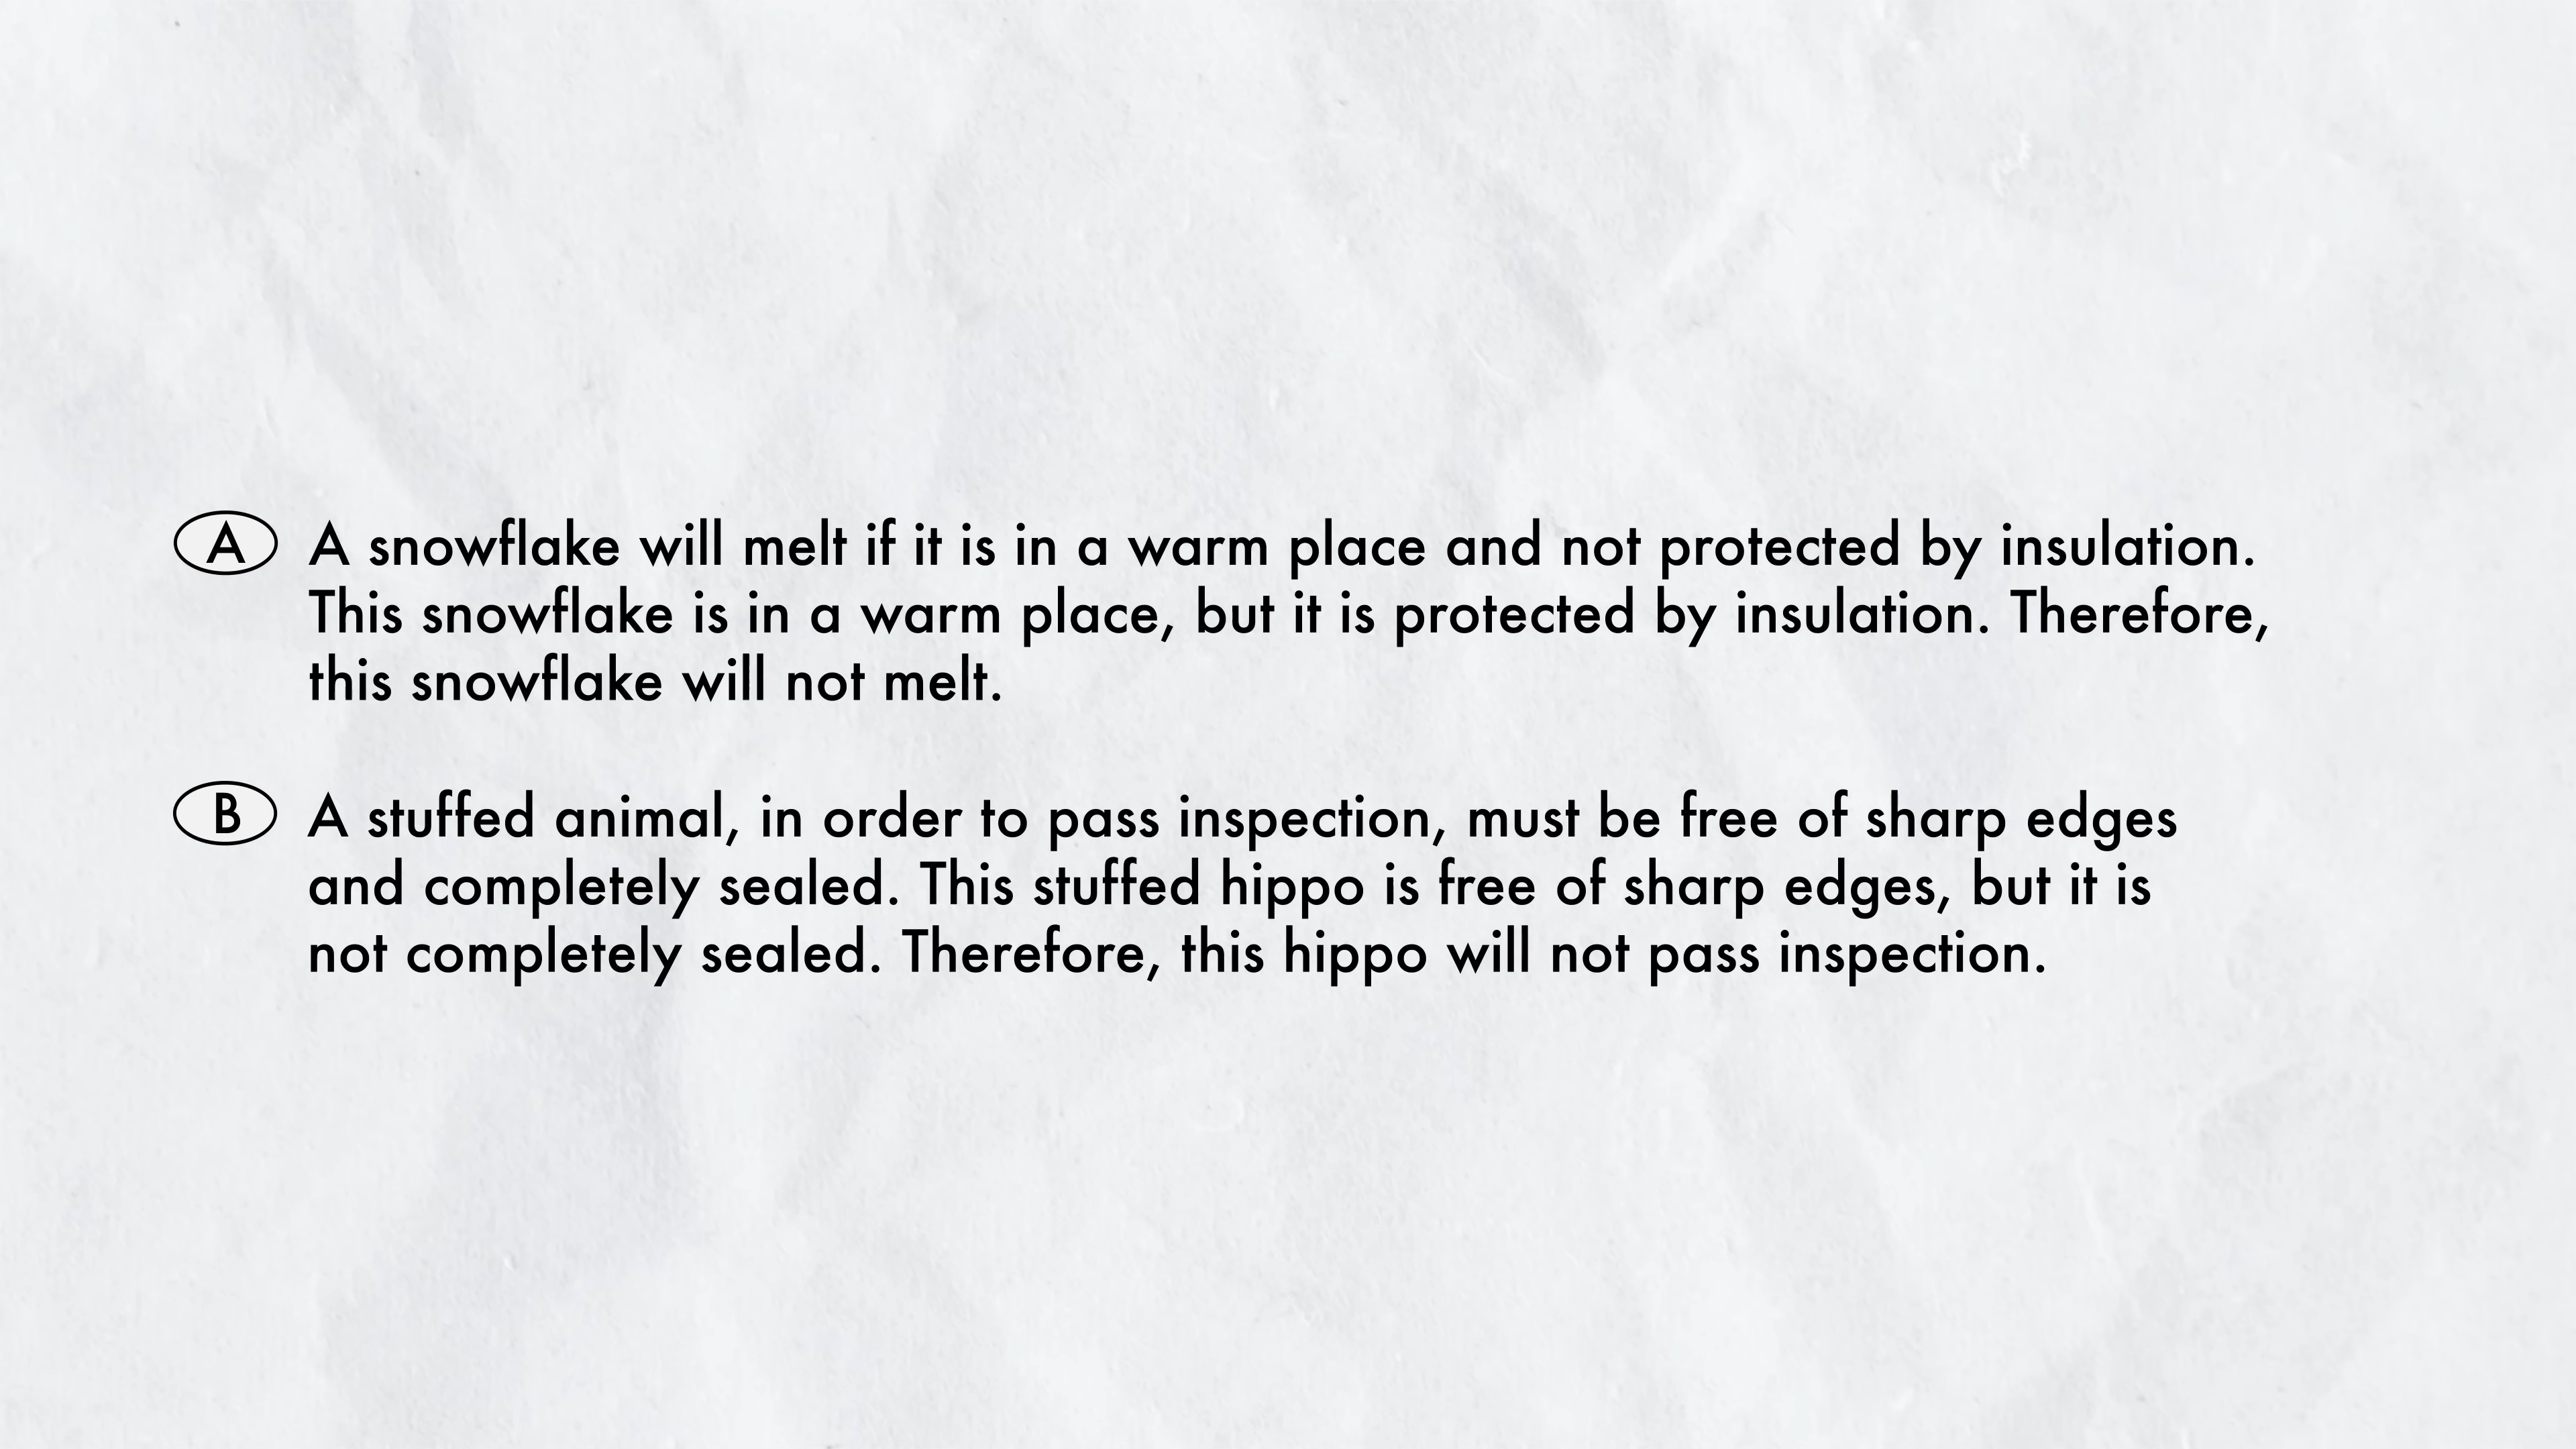 A A snowflake will melt if it is in a warm place and not protected by insulation.
This snowflake is in a warm place, but it is protected by insulation. Therefore,
this snowflake will not melt.
B A stuffed animal, in order to pass inspection, must be free of sharp edges
and completely sealed. This stuffed hippo is free of sharp edges, but it is
not completely sealed. Therefore, this hippo will not pass inspection.